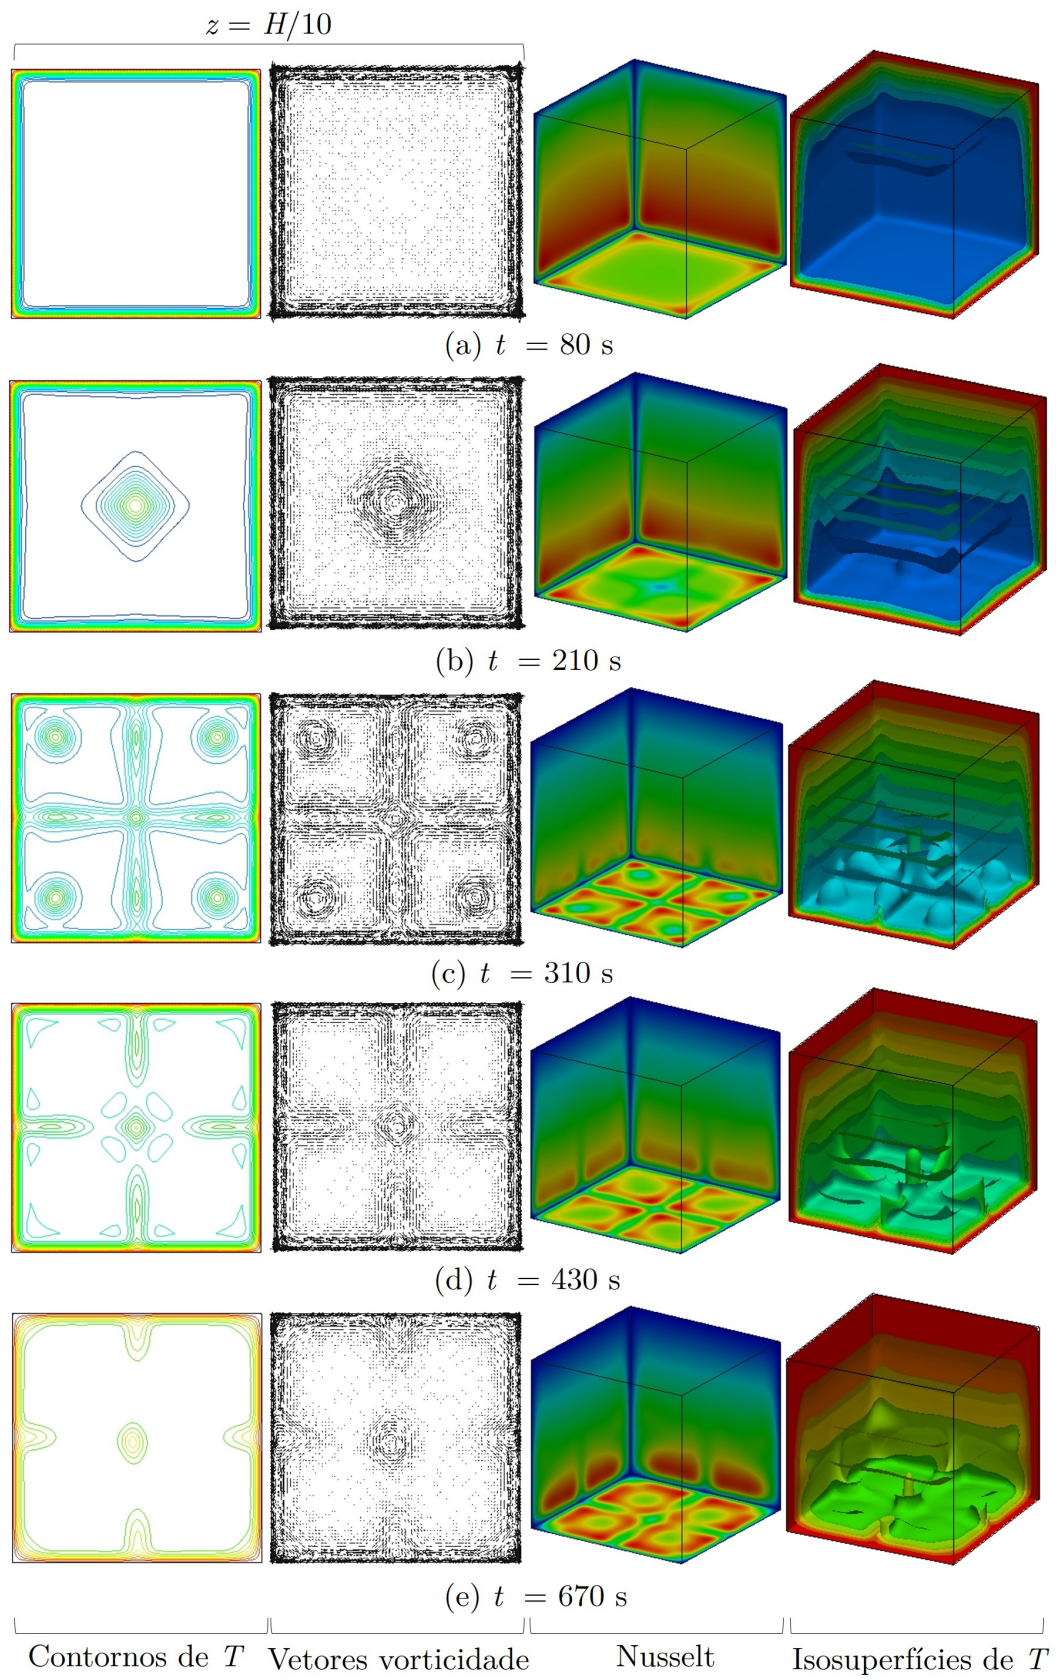 z = H/10
(a) t = 80 s
(b) t = 210 s
(c) t = 310 s
(d) t = 430 s
(e) t = 670 s
Contornos de T Vetores vorticidade Nusselt Isosuperfícies de T